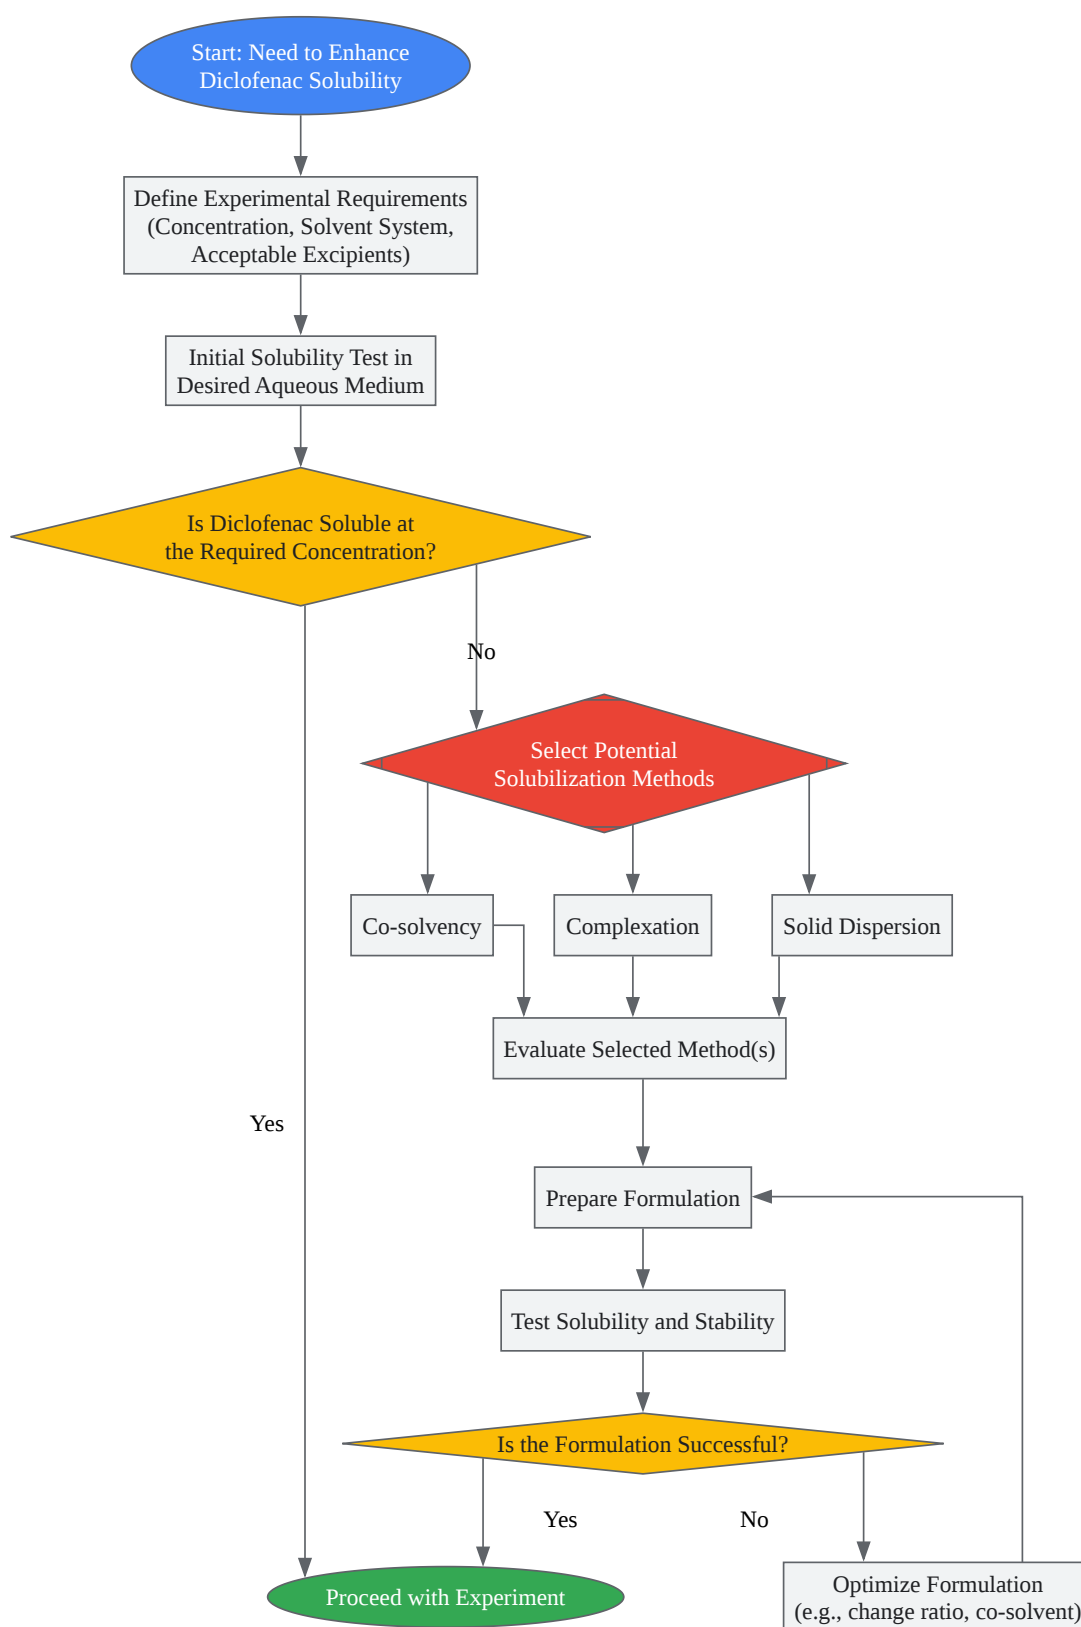 Start: Need to Enhance
Diclofenac Solubility
Define Experimental Requirements
(Concentration, Solvent System,
Acceptable Excipients)
Initial Solubility Test in
Desired Aqueous Medium
Is Diclofenac Soluble at
the Required Concentration?
No
Select Potential
Solubilization Methods
Co-solvency
Complexation
Solid Dispersion
Evaluate Selected Method(s)
Yes
Prepare Formulation
Test Solubility and Stability
Is the Formulation Successful?
Yes
No
Proceed with Experiment
Optimize Formulation
(e.g., change ratio, co-solvent)